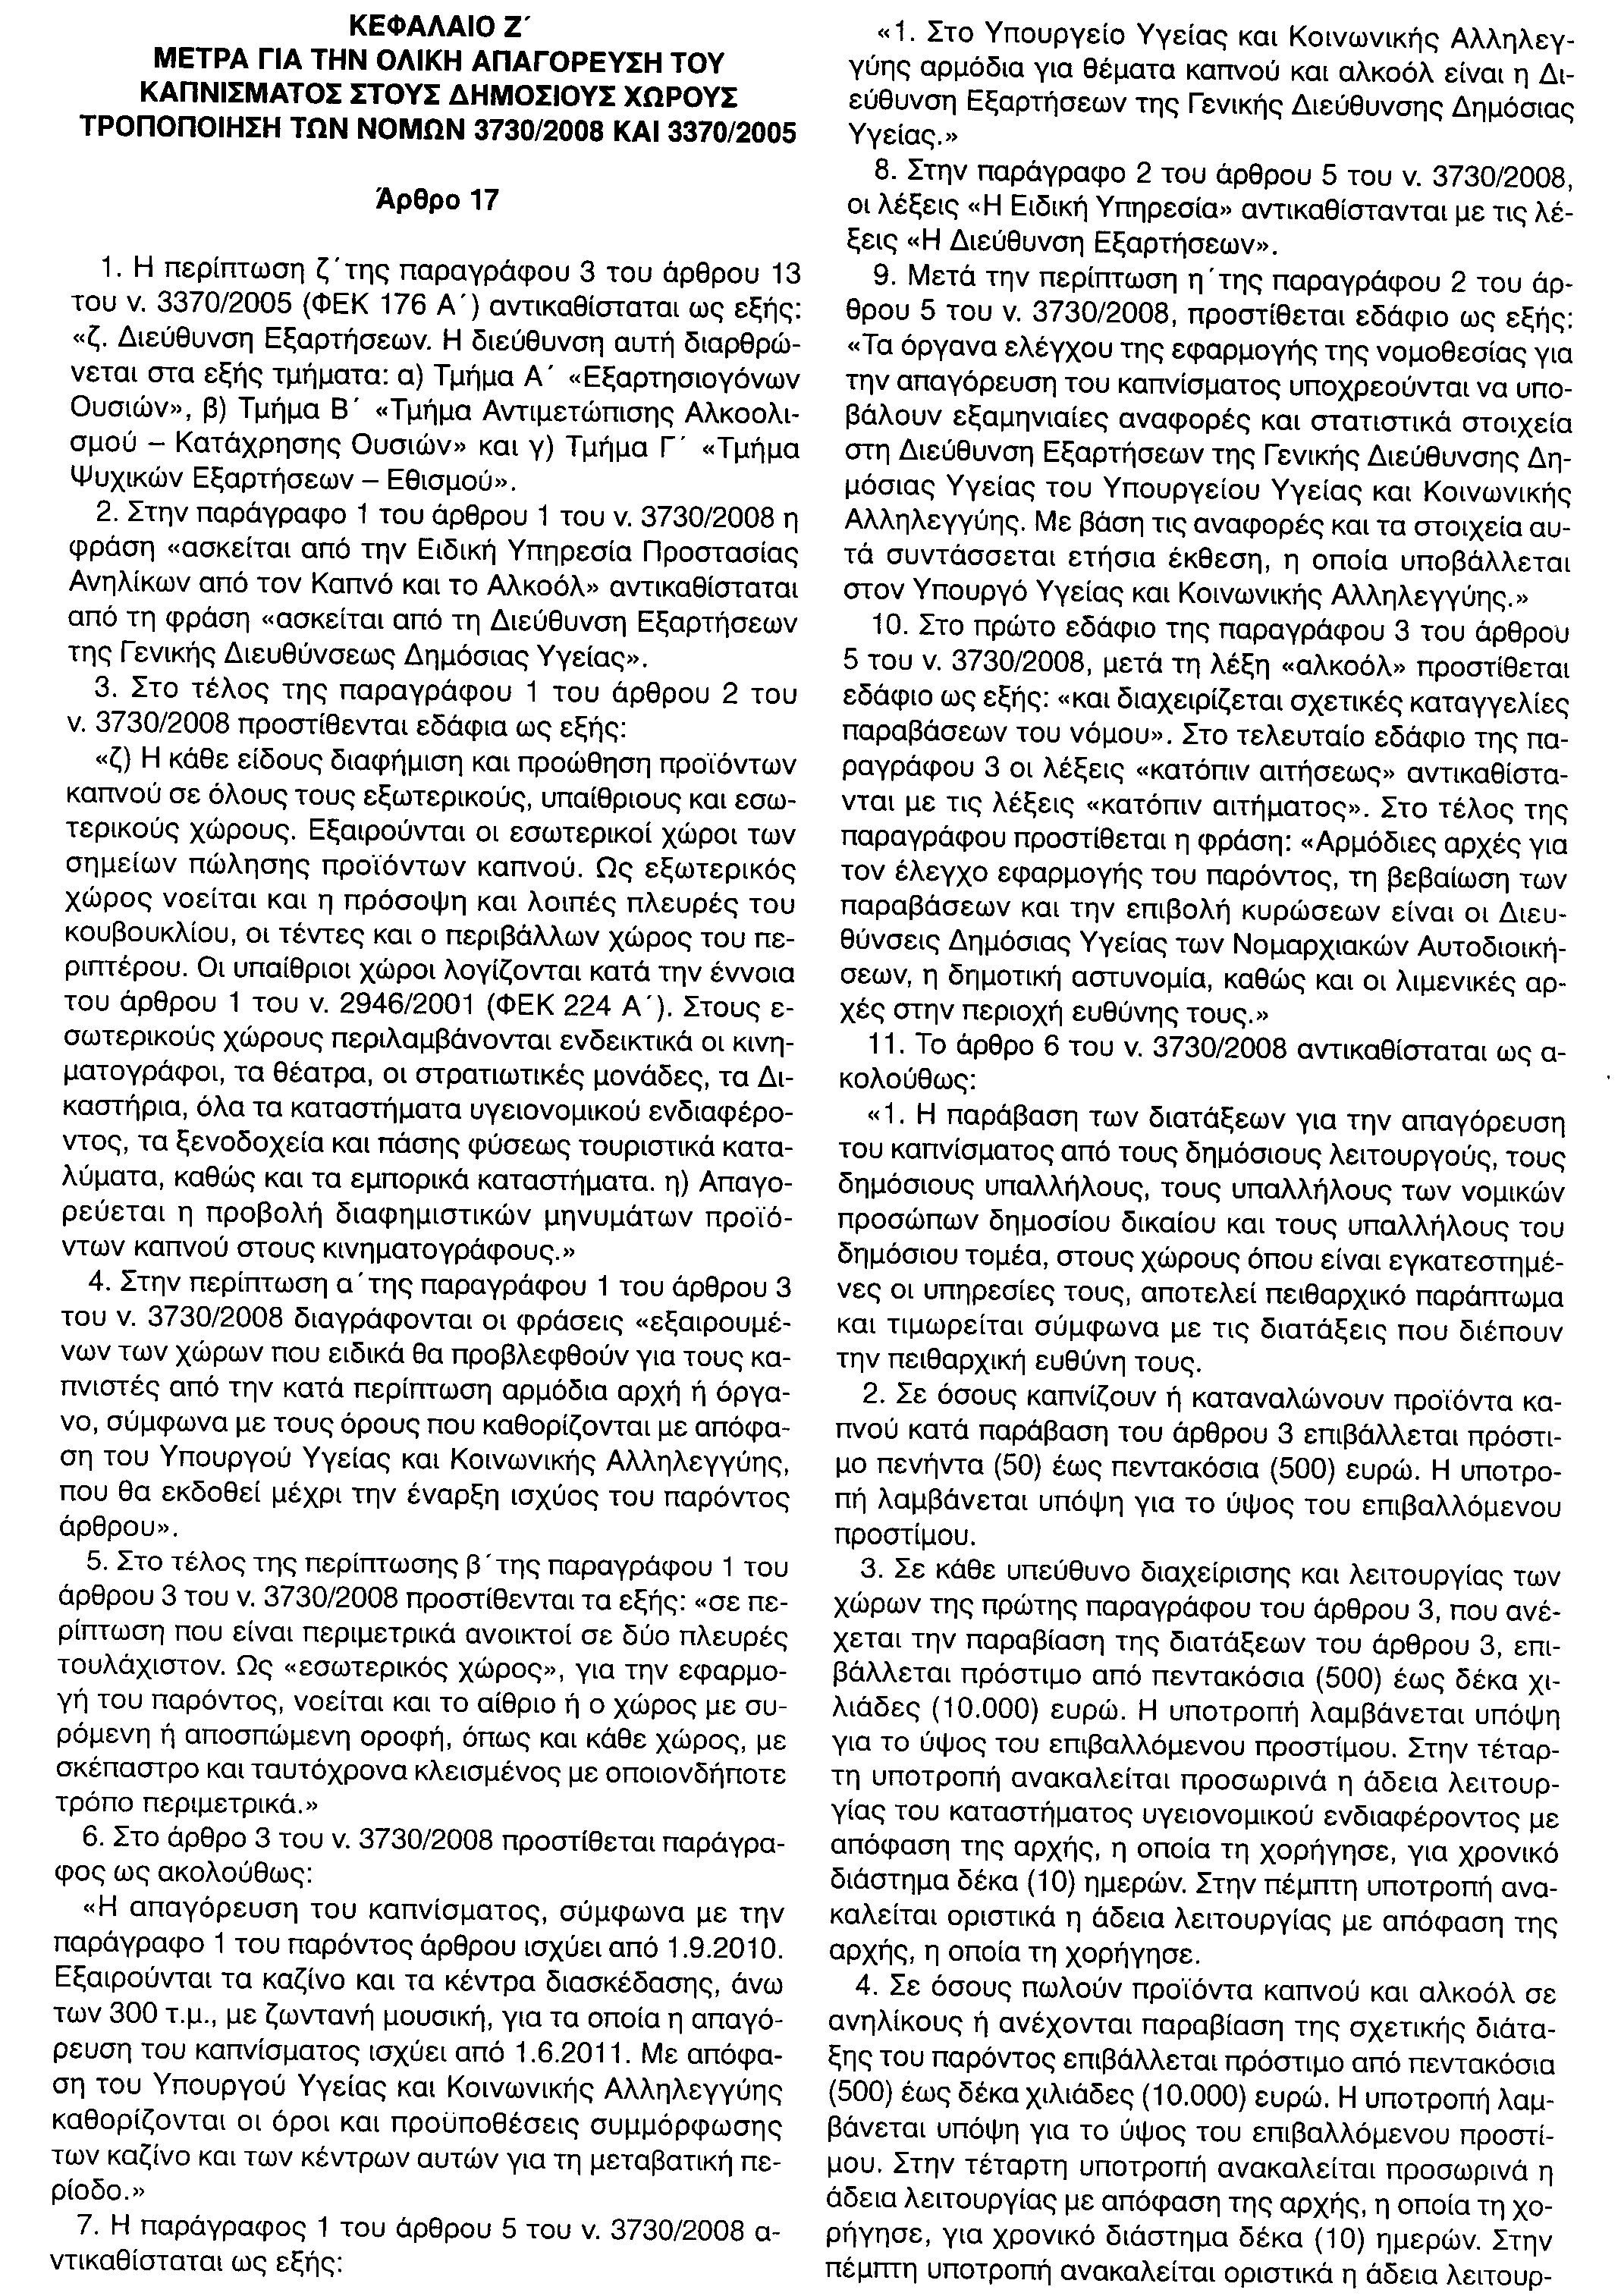 ΚΕΦΑΛΑΙΟ Ζ΄
ΜΕΤΡΑ ΓΙΑ ΤΗΝ ΟΛΙΚΗ ΑΠΑΓΟΡΕΥΣΗ ΤΟΥ
ΚΑΠΝΙΣΜΑΤΟΣ ΣΤΟΥΣ ΔΗΜΟΣΙΟΥΣ ΧΩΡΟΥΣ
ΤΡΟΠΟΠΟΙΗΣΗ ΤΩΝ ΝΟΜΩΝ 3730/2008 ΚΑΙ 3370/2005
Άρθρο 17
1. Η περίπτωση ζ΄της παραγράφου 3 του άρθρου 13
του ν. 3370/2005 (ΦΕΚ 176 Α΄) αντικαθίσταται ως εξής:
«ζ. Διεύθυνση Εξαρτήσεων. Η διεύθυνση αυτή διαρθρώ-
νεται στα εξής τμήματα: α) Τμήμα Α΄ «Εξαρτησιογόνων
Ουσιών», β) Τμήμα Β΄ «Τμήμα Αντιμετώπισης Αλκοολι-
σμού – Κατάχρησης Ουσιών» και γ) Τμήμα Γ΄ «Τμήμα
Ψυχικών Εξαρτήσεων – Εθισμού».
2. Στην παράγραφο 1 του άρθρου 1 του ν. 3730/2008 η
φράση «ασκείται από την Ειδική Υπηρεσία Προστασίας
Ανηλίκων από τον Καπνό και το Αλκοόλ» αντικαθίσταται
από τη φράση «ασκείται από τη Διεύθυνση Εξαρτήσεων
της Γενικής Διευθύνσεως Δημόσιας Υγείας».
3. Στο τέλος της παραγράφου 1 του άρθρου 2 του
ν. 3730/2008 προστίθενται εδάφια ως εξής:
«ζ) Η κάθε είδους διαφήμιση και προώθηση προϊόντων
καπνού σε όλους τους εξωτερικούς, υπαίθριους και εσω-
τερικούς χώρους. Εξαιρούνται οι εσωτερικοί χώροι των
σημείων πώλησης προϊόντων καπνού. Ως εξωτερικός
χώρος νοείται και η πρόσοψη και λοιπές πλευρές του
κουβουκλίου, οι τέντες και ο περιβάλλων χώρος του πε-
ριπτέρου. Οι υπαίθριοι χώροι λογίζονται κατά την έννοια
του άρθρου 1 του ν. 2946/2001 (ΦΕΚ 224 Α΄). Στους ε-
σωτερικούς χώρους περιλαμβάνονται ενδεικτικά οι κινη-
ματογράφοι, τα θέατρα, οι στρατιωτικές μονάδες, τα Δι-
καστήρια, όλα τα καταστήματα υγειονομικού ενδιαφέρο-
ντος, τα ξενοδοχεία και πάσης φύσεως τουριστικά κατα-
λύματα, καθώς και τα εμπορικά καταστήματα. η) Απαγο-
ρεύεται η προβολή διαφημιστικών μηνυμάτων προϊό-
ντων καπνού στους κινηματογράφους.»
4. Στην περίπτωση α΄της παραγράφου 1 του άρθρου 3
του ν. 3730/2008 διαγράφονται οι φράσεις «εξαιρουμέ-
νων των χώρων που ειδικά θα προβλεφθούν για τους κα-
πνιστές από την κατά περίπτωση αρμόδια αρχή ή όργα-
νο, σύμφωνα με τους όρους που καθορίζονται με απόφα-
ση του Υπουργού Υγείας και Κοινωνικής Αλληλεγγύης,
που θα εκδοθεί μέχρι την έναρξη ισχύος του παρόντος
άρθρου».
5. Στο τέλος της περίπτωσης β΄της παραγράφου 1 του
άρθρου 3 του ν. 3730/2008 προστίθενται τα εξής: «σε πε-
ρίπτωση που είναι περιμετρικά ανοικτοί σε δύο πλευρές
τουλάχιστον. Ως «εσωτερικός χώρος», για την εφαρμο-
γή του παρόντος, νοείται και το αίθριο ή ο χώρος με συ-
ρόμενη ή αποσπώμενη οροφή, όπως και κάθε χώρος, με
σκέπαστρο και ταυτόχρονα κλεισμένος με οποιονδήποτε
τρόπο περιμετρικά.»
6. Στο άρθρο 3 του ν. 3730/2008 προστίθεται παράγρα-
φος ως ακολούθως:
«Η απαγόρευση του καπνίσματος, σύμφωνα με την
παράγραφο 1 του παρόντος άρθρου ισχύει από 1.9.2010.
Εξαιρούνται τα καζίνο και τα κέντρα διασκέδασης, άνω
των 300 τ.μ., με ζωντανή μουσική, για τα οποία η απαγό-
ρευση του καπνίσματος ισχύει από 1.6.2011. Με απόφα-
ση του Υπουργού Υγείας και Κοινωνικής Αλληλεγγύης
καθορίζονται οι όροι και προϋποθέσεις συμμόρφωσης
των καζίνο και των κέντρων αυτών για τη μεταβατική πε-
ρίοδο.»
7. Η παράγραφος 1 του άρθρου 5 του ν. 3730/2008 α-
ντικαθίσταται ως εξής:
«1. Στο Υπουργείο Υγείας και Κοινωνικής Αλληλεγ-
γύης αρμόδια για θέματα καπνού και αλκοόλ είναι η Δι-
εύθυνση Εξαρτήσεων της Γενικής Διεύθυνσης Δημόσιας
Υγείας.»
8. Στην παράγραφο 2 του άρθρου 5 του ν. 3730/2008,
οι λέξεις «Η Ειδική Υπηρεσία» αντικαθίστανται με τις λέ-
ξεις «Η Διεύθυνση Εξαρτήσεων».
9. Μετά την περίπτωση η΄της παραγράφου 2 του άρ-
θρου 5 του ν. 3730/2008, προστίθεται εδάφιο ως εξής:
«Τα όργανα ελέγχου της εφαρμογής της νομοθεσίας για
την απαγόρευση του καπνίσματος υποχρεούνται να υπο-
βάλουν εξαμηνιαίες αναφορές και στατιστικά στοιχεία
στη Διεύθυνση Εξαρτήσεων της Γενικής Διεύθυνσης Δη-
μόσιας Υγείας του Υπουργείου Υγείας και Κοινωνικής
Αλληλεγγύης. Με βάση τις αναφορές και τα στοιχεία αυ-
τά συντάσσεται ετήσια έκθεση, η οποία υποβάλλεται
στον Υπουργό Υγείας και Κοινωνικής Αλληλεγγύης.»
10. Στο πρώτο εδάφιο της παραγράφου 3 του άρθρου
5 του ν. 3730/2008, μετά τη λέξη «αλκοόλ» προστίθεται
εδάφιο ως εξής: «και διαχειρίζεται σχετικές καταγγελίες
παραβάσεων του νόμου». Στο τελευταίο εδάφιο της πα-
ραγράφου 3 οι λέξεις «κατόπιν αιτήσεως» αντικαθίστα-
νται με τις λέξεις «κατόπιν αιτήματος». Στο τέλος της
παραγράφου προστίθεται η φράση: «Αρμόδιες αρχές για
τον έλεγχο εφαρμογής του παρόντος, τη βεβαίωση των
παραβάσεων και την επιβολή κυρώσεων είναι οι Διευ-
θύνσεις Δημόσιας Υγείας των Νομαρχιακών Αυτοδιοική-
σεων, η δημοτική αστυνομία, καθώς και οι λιμενικές αρ-
χές στην περιοχή ευθύνης τους.»
11. Το άρθρο 6 του ν. 3730/2008 αντικαθίσταται ως α-
κολούθως:
«1. Η παράβαση των διατάξεων για την απαγόρευση
του καπνίσματος από τους δημόσιους λειτουργούς, τους
δημόσιους υπαλλήλους, τους υπαλλήλους των νομικών
προσώπων δημοσίου δικαίου και τους υπαλλήλους του
δημόσιου τομέα, στους χώρους όπου είναι εγκατεστημέ-
νες οι υπηρεσίες τους, αποτελεί πειθαρχικό παράπτωμα
και τιμωρείται σύμφωνα με τις διατάξεις που διέπουν
την πειθαρχική ευθύνη τους.
2. Σε όσους καπνίζουν ή καταναλώνουν προϊόντα κα-
πνού κατά παράβαση του άρθρου 3 επιβάλλεται πρόστι-
μο πενήντα (50) έως πεντακόσια (500) ευρώ. Η υποτρο-
πή λαμβάνεται υπόψη για το ύψος του επιβαλλόμενου
προστίμου.
3. Σε κάθε υπεύθυνο διαχείρισης και λειτουργίας των
χώρων της πρώτης παραγράφου του άρθρου 3, που ανέ-
χεται την παραβίαση της διατάξεων του άρθρου 3, επι-
βάλλεται πρόστιμο από πεντακόσια (500) έως δέκα χι-
λιάδες (10.000) ευρώ. Η υποτροπή λαμβάνεται υπόψη
για το ύψος του επιβαλλόμενου προστίμου. Στην τέταρ-
τη υποτροπή ανακαλείται προσωρινά η άδεια λειτουρ-
γίας του καταστήματος υγειονομικού ενδιαφέροντος με
απόφαση της αρχής, η οποία τη χορήγησε, για χρονικό
διάστημα δέκα (10) ημερών. Στην πέμπτη υποτροπή ανα-
καλείται οριστικά η άδεια λειτουργίας με απόφαση της
αρχής, η οποία τη χορήγησε.
4. Σε όσους πωλούν προϊόντα καπνού και αλκοόλ σε
ανηλίκους ή ανέχονται παραβίαση της σχετικής διάτα-
ξης του παρόντος επιβάλλεται πρόστιμο από πεντακόσια
(500) έως δέκα χιλιάδες (10.000) ευρώ. Η υποτροπή λαμ-
βάνεται υπόψη για το ύψος του επιβαλλόμενου προστί-
μου. Στην τέταρτη υποτροπή ανακαλείται προσωρινά η
άδεια λειτουργίας με απόφαση της αρχής, η οποία τη χο-
ρήγησε, για χρονικό διάστημα δέκα (10) ημερών. Στην
πέμπτη υποτροπή ανακαλείται οριστικά η άδεια λειτουρ-